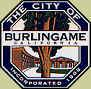 THE CITY OF
BURLINGAME
CALIFORNIA
INCORPORATED 1908